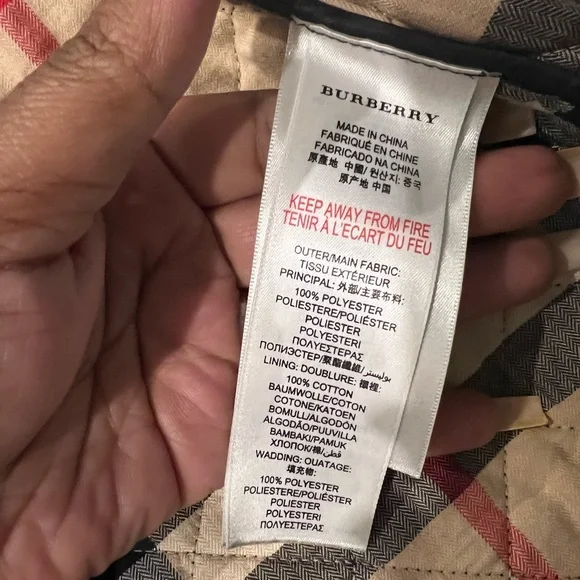 BURBERRY
MADE IN CHINA
FABRIQUÉ EN CHINE
FABRICADO NA CHINA
原產地 中國/ 원산지: 중국
原产地 中国
KEEP AWAY FROM FIRE
TENIR À L'ECART DU FEU
OUTER/MAIN FABRIC:
TISSU EXTÉRIEUR
PRINCIPAL: 外部/主要布料:
100% POLYESTER
POLIESTERE/POLIÉSTER
POLIESTER
POLYESTERI
ΠΟΛΥΕΣΤΕΡΑΣ
ПОЛИЭСТЕР/聚酯纖維/بوليستر
LINING: DOUBLURE: 襯裡:
100% COTTON
BAUMWOLLE/COTON
COTONE/KATOEN
BOMULL/ALGODÓN
ALGODÃO/PUUVILLA
BAMBAKI/PAMUK
ХЛОПОК/棉/قطن
WADDING: OUATAGE:
填充物:
100% POLYESTER
POLIESTERE/POLIÉSTER
POLIESTER
POLYESTERI
ΠΟΛΥΕΣΤΕΡΑΣ